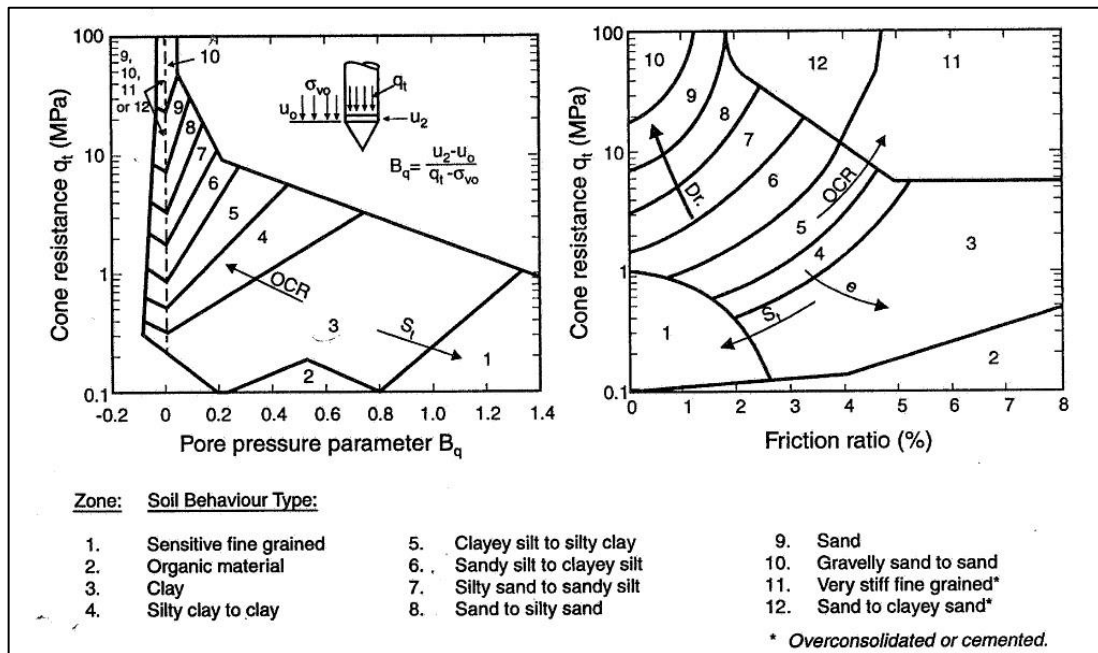 100
10
1
0.1
Cone resistance qt (MPa)
-0.2 0 0.2 0.4 0.6 0.8 1.0 1.2 1.4
Pore pressure parameter Bq
9,
10,
11
or 12
10
9
8
7
6
5
4
3
2
1
OCR
St
σvo
uo
qt
u2
Bq = u2-uo / qt-σvo
100
10
1
0.1
Cone resistance qt (MPa)
0 1 2 3 4 5 6 7 8
Friction ratio (%)
10
9
8
7
6
5
4
3
2
1
12
11
Dr.
OCR
e
St
Zone: Soil Behaviour Type:
1. Sensitive fine grained
2. Organic material
3. Clay
4. Silty clay to clay
5. Clayey silt to silty clay
6. Sandy silt to clayey silt
7. Silty sand to sandy silt
8. Sand to silty sand
9. Sand
10. Gravelly sand to sand
11. Very stiff fine grained*
12. Sand to clayey sand*
* Overconsolidated or cemented.